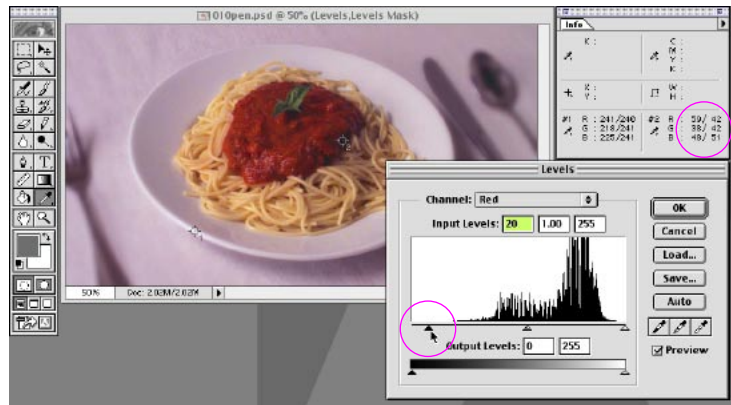 010pen.psd @ 50% (Levels,Levels Mask)
Info
K :
C :
M :
Y :
K :
X :
Y :
W :
H :
#1 R : 241/240
G : 218/241
B : 225/241
#2 R : 59/ 42
G : 38/ 42
B : 48/ 51
T
50%
Doc: 2.02M/2.02M
Levels
Channel: Red
Input Levels: 20 1.00 255
Output Levels: 0 255
OK
Cancel
Load...
Save...
Auto
Preview